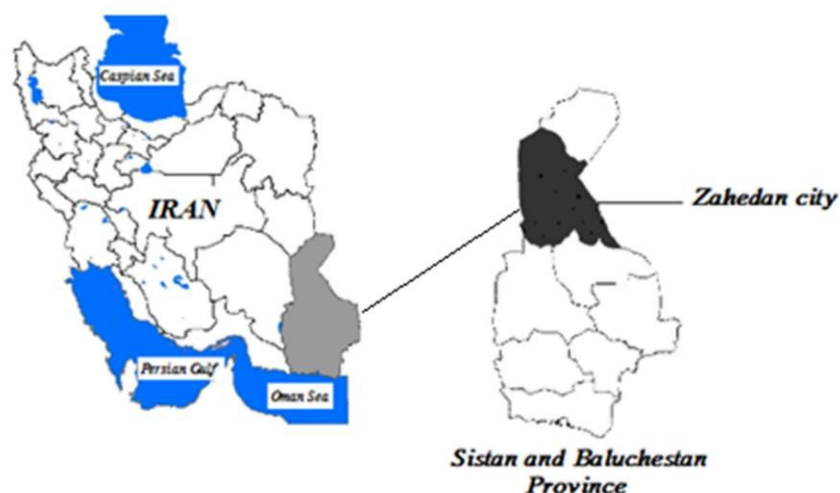 Caspian Sea
IRAN
Zahedan city
Persian Gulf
Oman Sea
Sistan and Baluchestan
Province